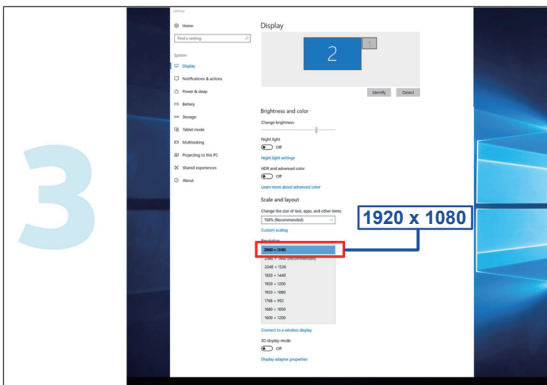 3
Settings
Home
Find a setting
System
Display
Notifications & actions
Power & sleep
Battery
Storage
Tablet mode
Multitasking
Projecting to this PC
Shared experiences
About
Display
2
1
Identify
Detect
Brightness and color
Change brightness
Night light
Off
Night light settings
HDR and advanced color
Off
Learn more about advanced color
Scale and layout
Change the size of text, apps, and other items
100% (Recommended)
Custom scaling
Resolution
(Recommended)
2048 × 1536
1920 × 1440
1920 × 1200
1920 × 1080
1680 × 1050
1600 × 1200
Connect to a wireless display
3D display mode
Off
Display adapter properties
1920 x 1080